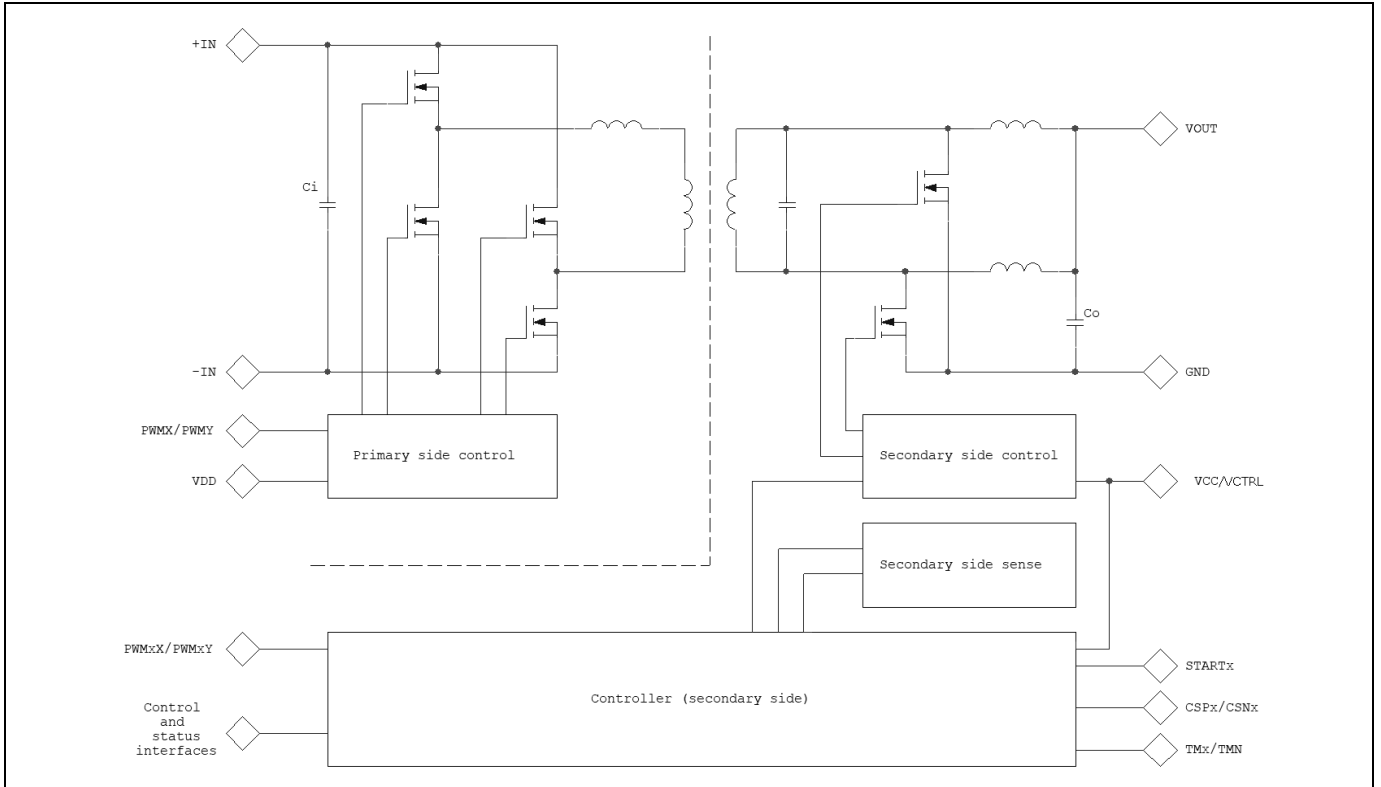 +IN
VOUT
Ci
Co
-IN
GND
PWMX/PWMY
Primary side control
Secondary side control
VDD
VCC/VCTRL
Secondary side sense
PWMxX/PWMxY
STARTx
Controller (secondary side)
CSPx/CSNx
Control
and
status
interfaces
TMx/TMN